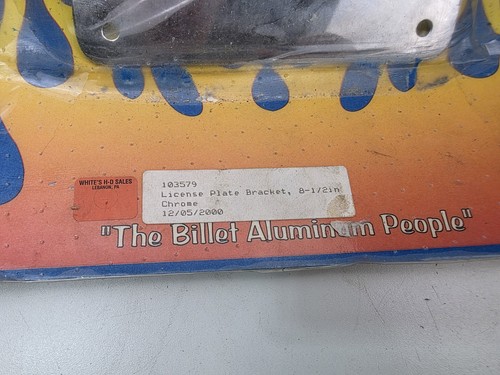 WHITE'S H-D SALES
LEBANON, PA
103579
License Plate Bracket, 8-1/2in
Chrome
12/05/2000
"The Billet Aluminum People"